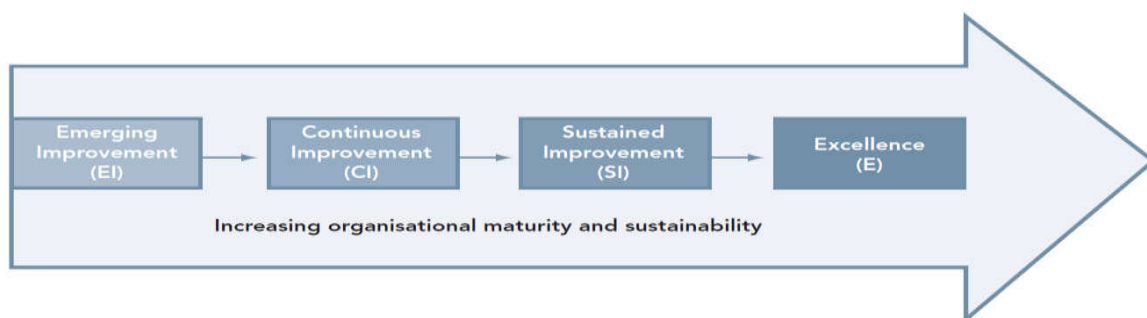 Emerging
Improvement
(EI)
Continuous
Improvement
(CI)
Sustained
Improvement
(SI)
Excellence
(E)
Increasing organisational maturity and sustainability